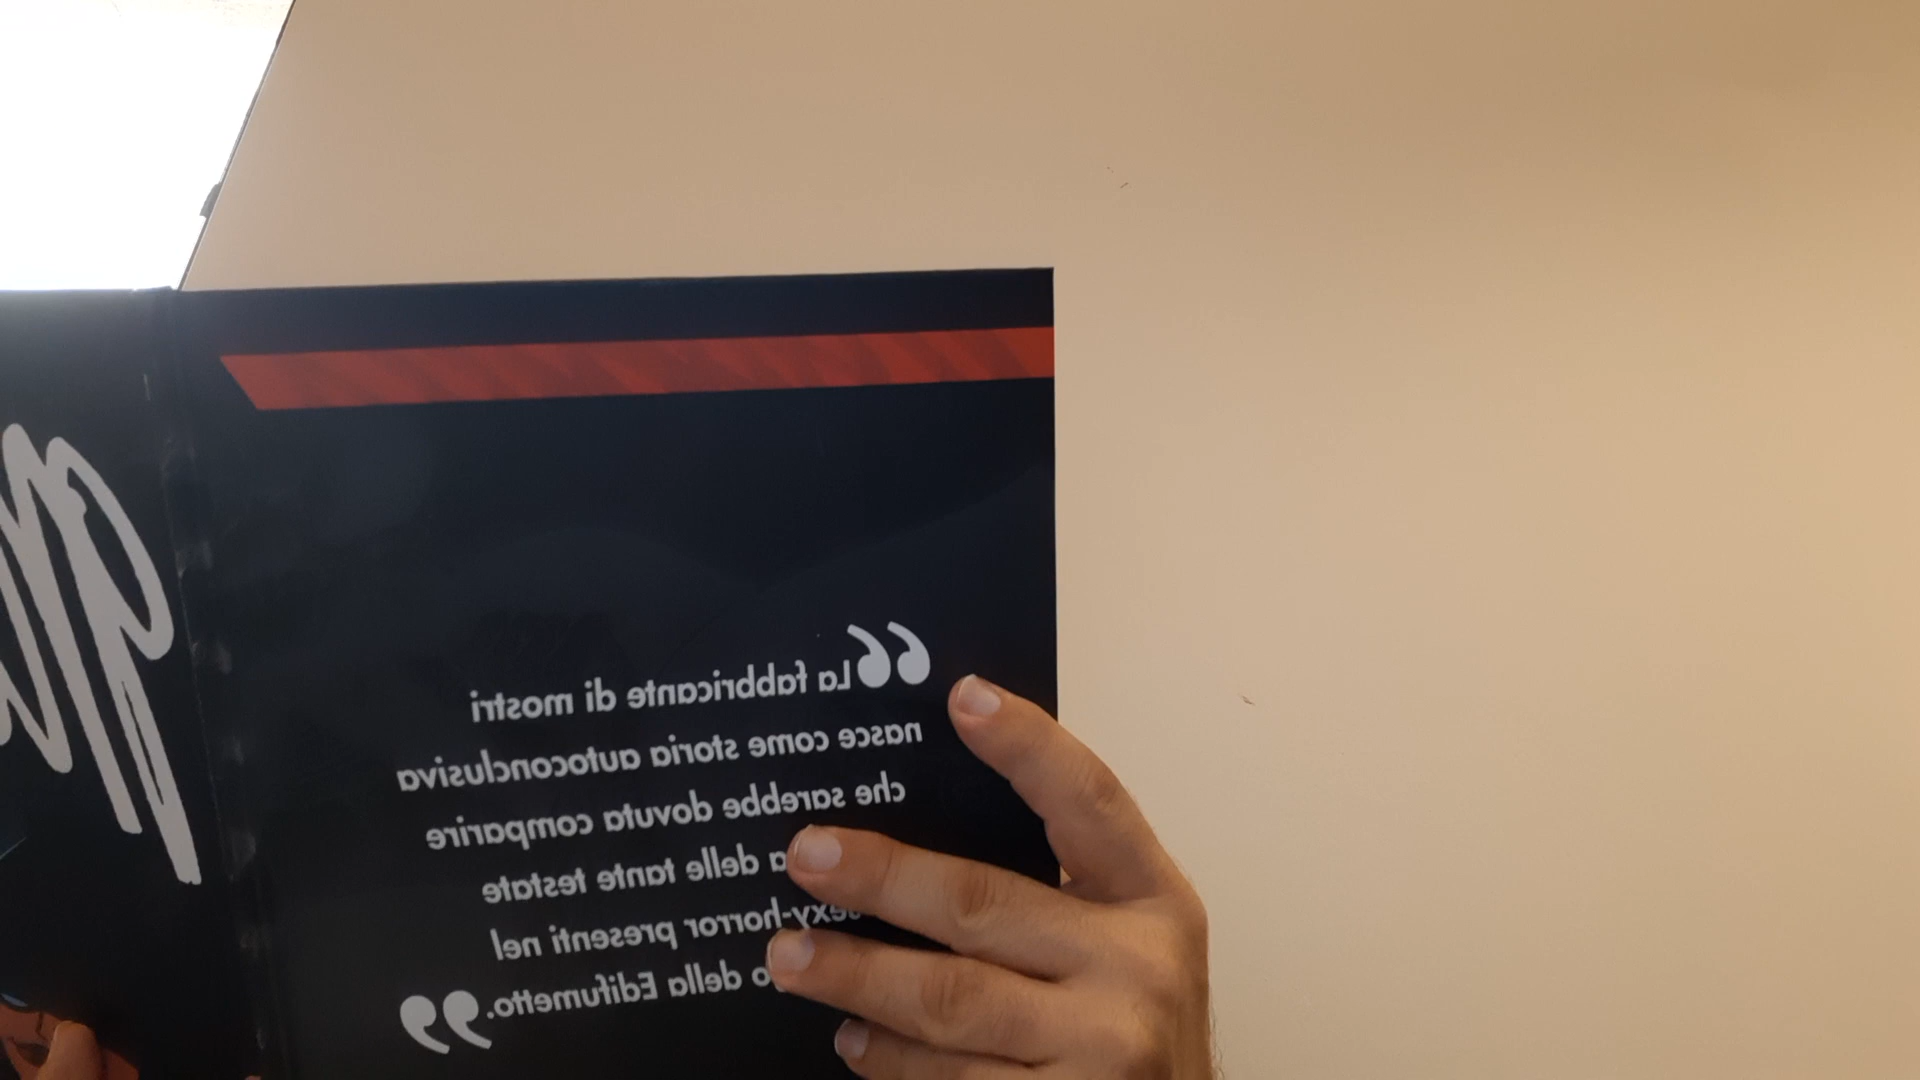 “La fabbricante di mostri
nasce come storia autoconclusiva
che sarebbe dovuta comparire
delle tante testate
presenti nel
della Edifumetto.”